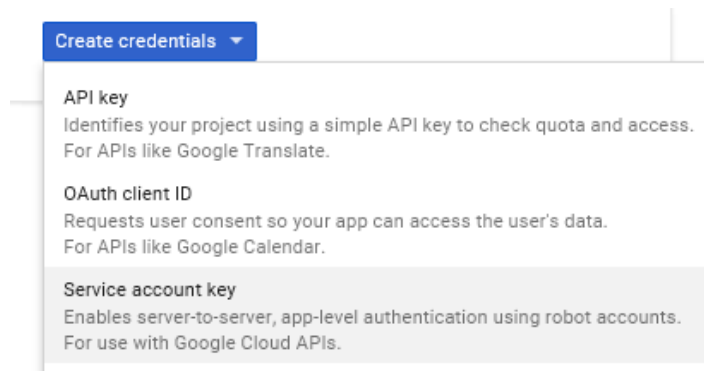 Create credentials
API key
Identifies your project using a simple API key to check quota and access.
For APIs like Google Translate.
OAuth client ID
Requests user consent so your app can access the user's data.
For APIs like Google Calendar.
Service account key
Enables server-to-server, app-level authentication using robot accounts.
For use with Google Cloud APIs.